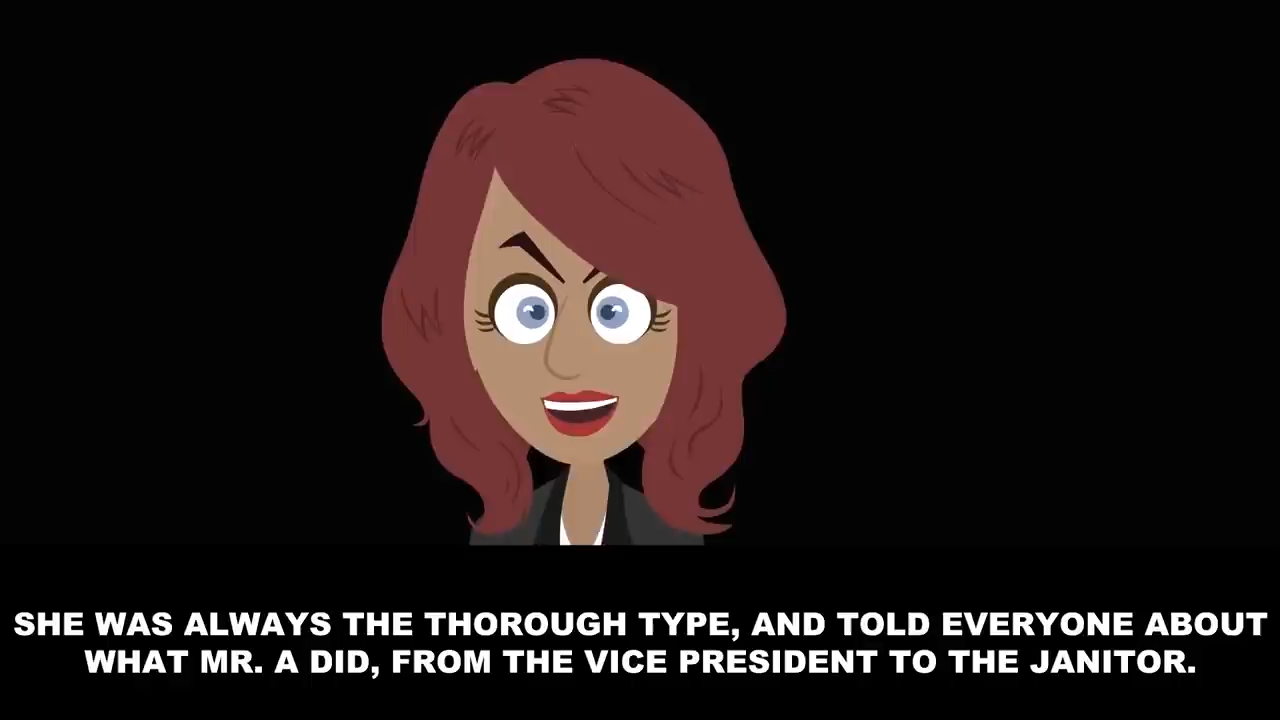 SHE WAS ALWAYS THE THOROUGH TYPE, AND TOLD EVERYONE ABOUT
WHAT MR. A DID, FROM THE VICE PRESIDENT TO THE JANITOR.